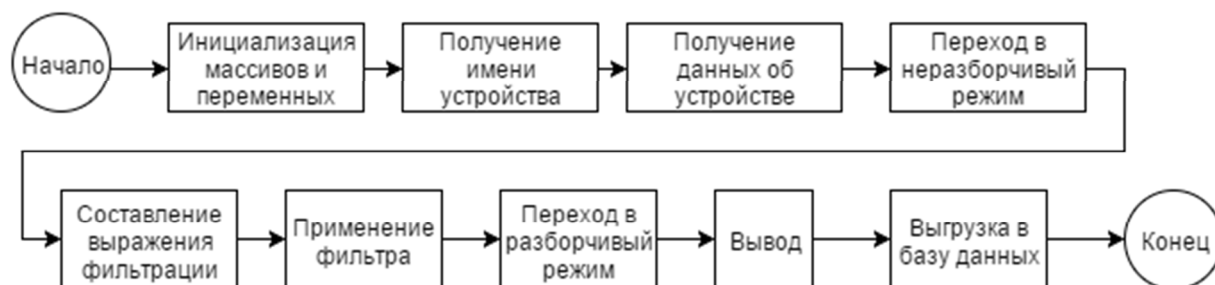 Начало
Инициализация
массивов и
переменных
Получение
имени
устройства
Получение
данных об
устройстве
Переход в
неразборчивый
режим
Составление
выражения
фильтрации
Применение
фильтра
Переход в
разборчивый
режим
Вывод
Выгрузка в
базу данных
Конец